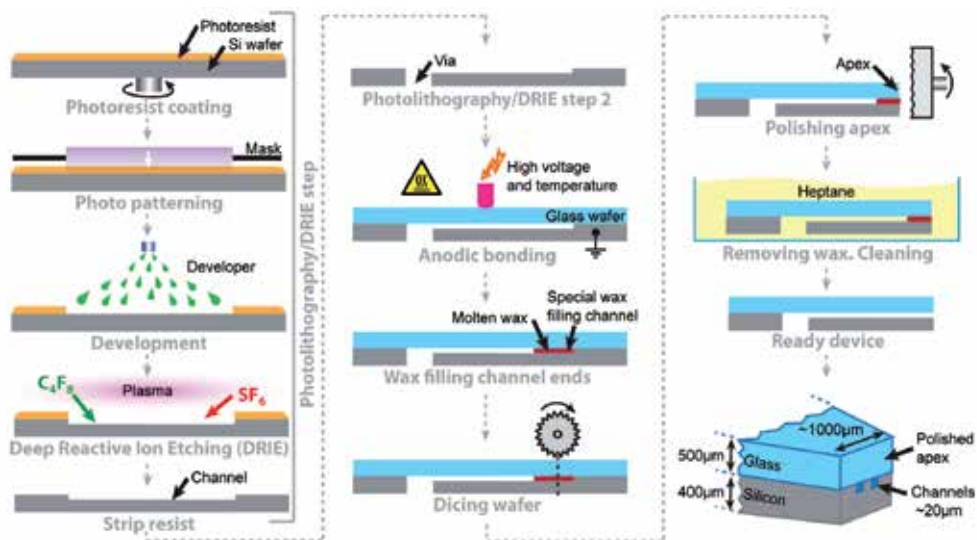 Photoresist
Si wafer
Photoresist coating
Mask
Photo patterning
Developer
Development
C₄F₈
Plasma
SF₆
Deep Reactive Ion Etching (DRIE)
Channel
Strip resist
Photolithography/DRIE step
Via
Photolithography/DRIE step 2
High voltage
and temperature
Glass wafer
Anodic bonding
Molten wax
Special wax
filling channel
Wax filling channel ends
Dicing wafer
Apex
Polishing apex
Heptane
Removing wax. Cleaning
Ready device
~1000µm
500µm
Glass
Polished
apex
400µm
Silicon
Channels
~20µm